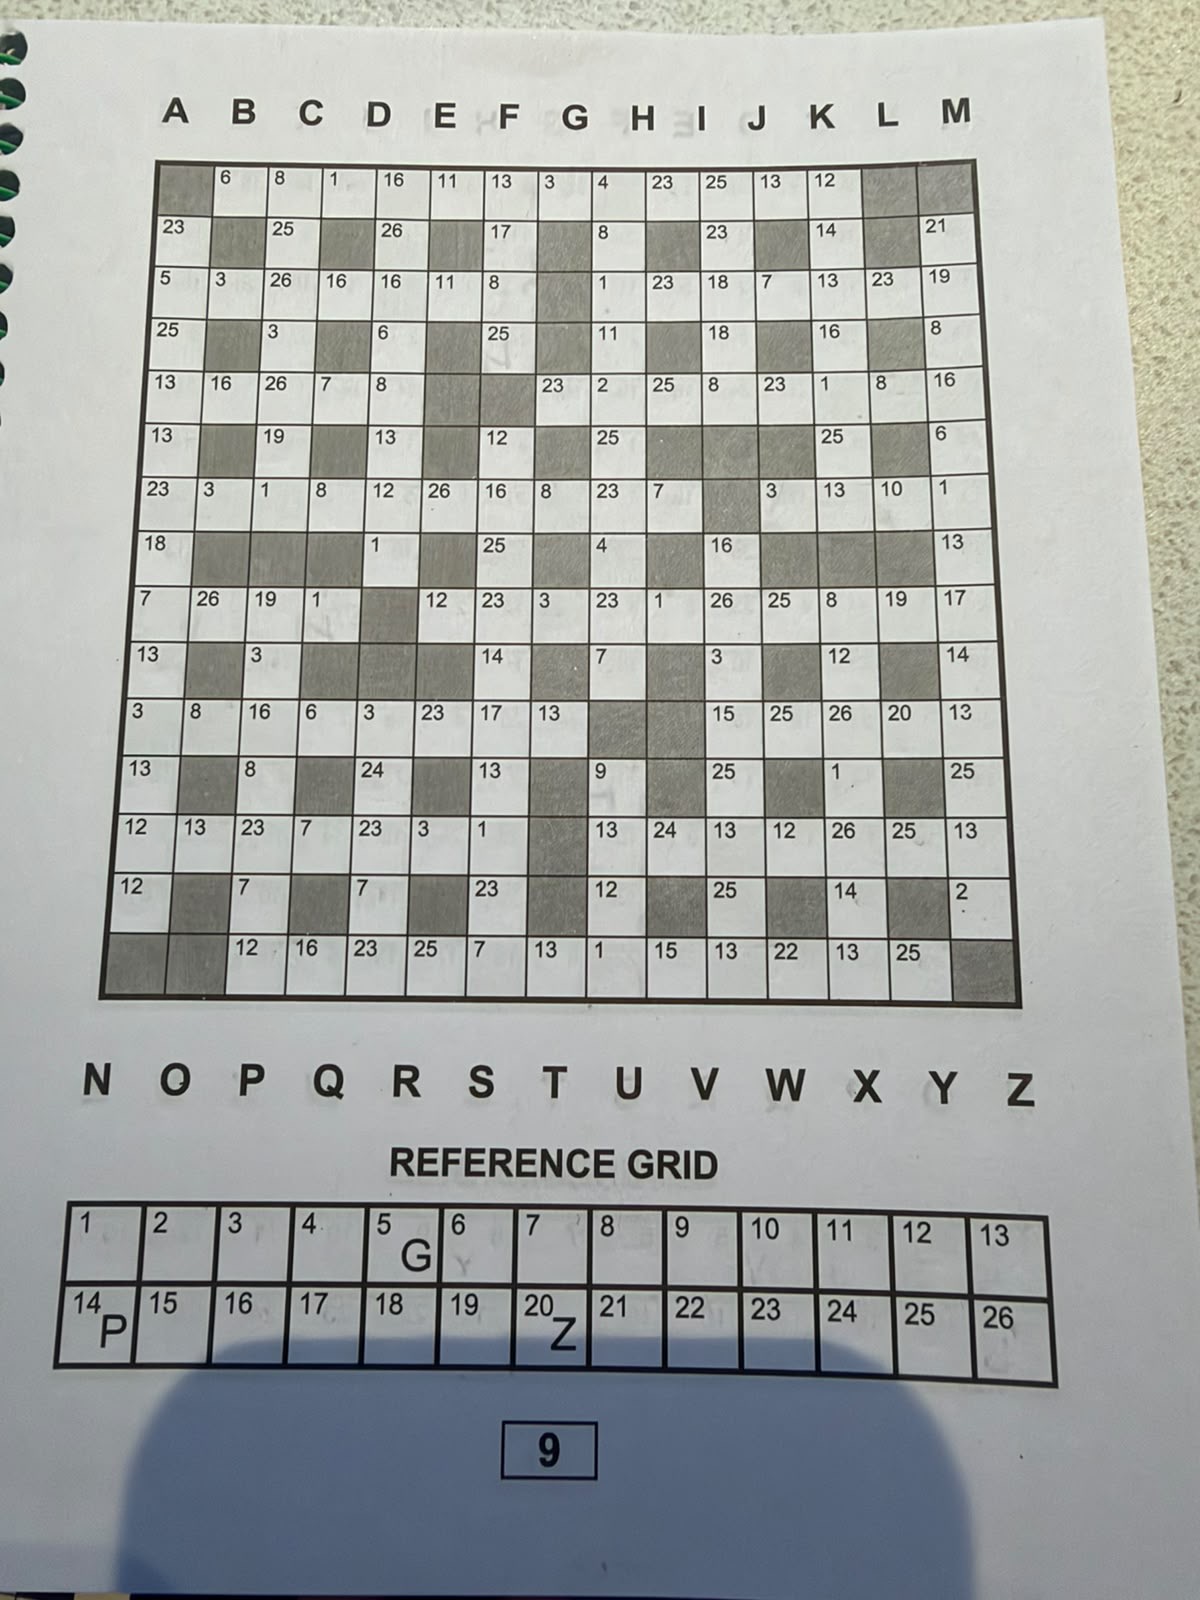 A B C D E F G H I J K L M
6 8 1 16 11 13 3 4 23 25 13 12
23 25 26 17 8 23 14 21
5 3 26 16 16 11 8 1 23 18 7 13 23 19
25 3 6 25 11 18 16 8
13 16 26 7 8 23 2 25 8 23 1 8 16
13 19 13 12 25 25 6
23 3 1 8 12 26 16 8 23 7 3 13 10 1
18 1 25 4 16 13
7 26 19 1 12 23 3 23 1 26 25 8 19 17
13 3 14 7 3 12 14
3 8 16 6 3 23 17 13 15 25 26 20 13
13 8 24 13 9 25 1 25
12 13 23 7 23 3 1 13 24 13 12 26 25 13
12 7 7 23 12 25 14 2
12 16 23 25 7 13 1 15 13 22 13 25
N O P Q R S T U V W X Y Z
REFERENCE GRID
1 2 3 4 5 G 6 7 8 9 10 11 12 13
14 P 15 16 17 18 19 20 Z 21 22 23 24 25 26
9